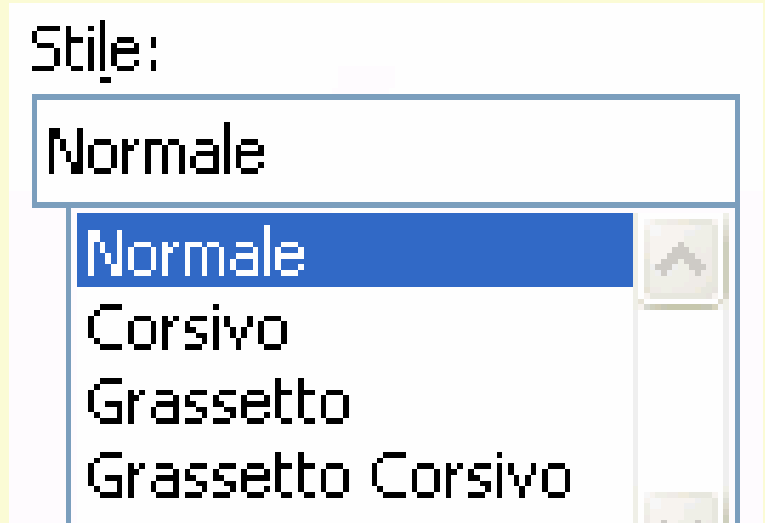 Stile:
Normale
Normale
Corsivo
Grassetto
Grassetto Corsivo